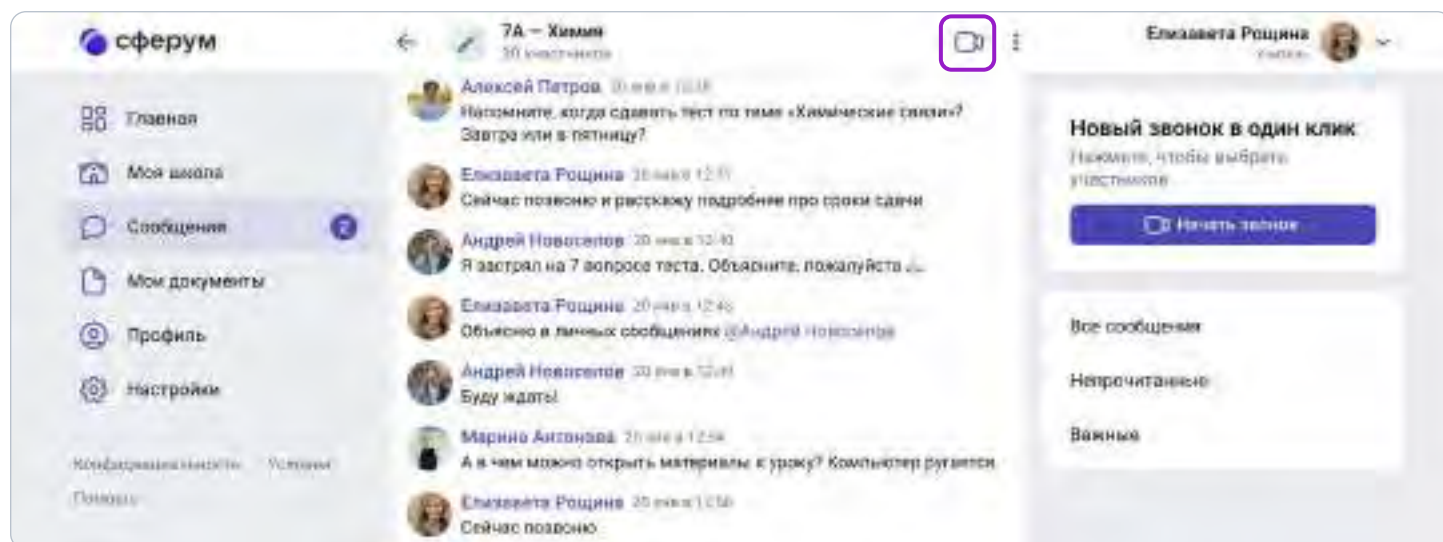 сферум
Главная
Моя школа
Сообщения
2
Мои документы
Профиль
Настройки
Конфиденциальность Условия
Помощь
7А — Химия
20 участников
Алексей Петров
Напомните, когда сдавать тест по теме «Химические связи»?
Завтра или в пятницу?
Елизавета Рощина
Сейчас позвоню и расскажу подробнее про сроки сдачи
Андрей Новоселов
Я застрял на 7 вопросе теста. Объясните, пожалуйста
Елизавета Рощина
Объясню в личных сообщениях @Андрей Новоселов
Андрей Новоселов
Буду ждать!
Марина Антонова
А в чем можно открыть материалы к уроку? Компьютер ругается
Елизавета Рощина
Сейчас позвоню
Елизавета Рощина
Новый звонок в один клик
Нажмите, чтобы выбрать
участников
Начать звонок
Все сообщения
Непрочитанные
Важные